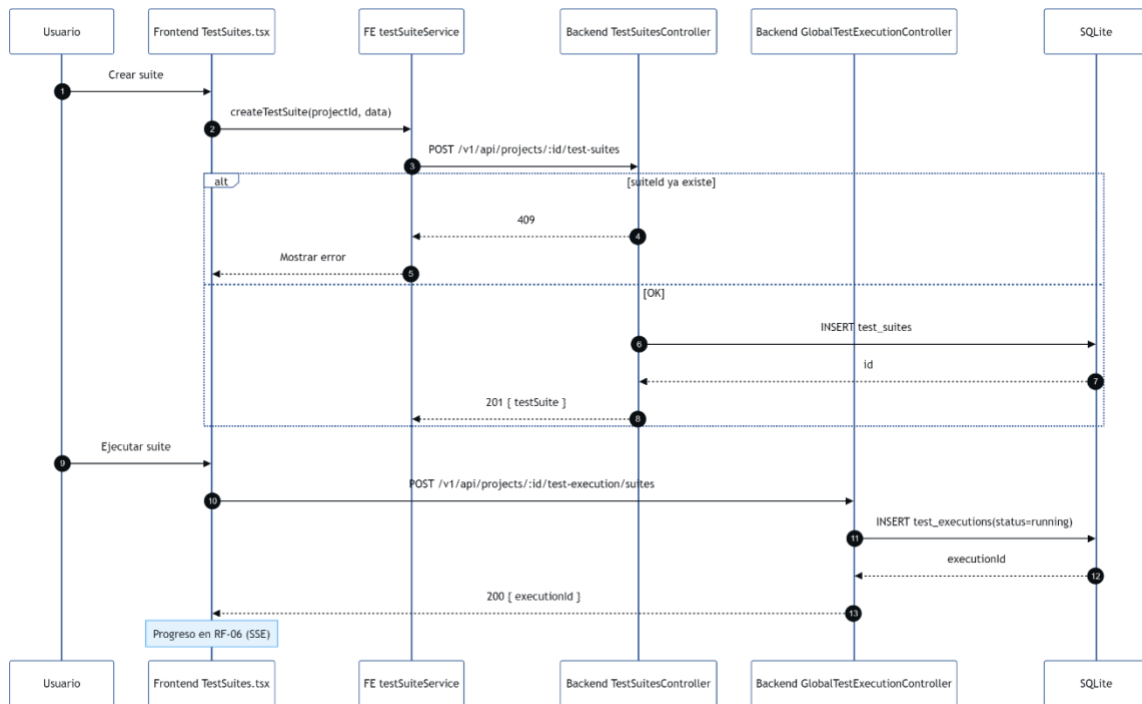 Usuario
Frontend TestSuites.tsx
FE testSuiteService
Backend TestSuitesController
Backend GlobalTestExecutionController
SQLite
Crear suite
1
createTestSuite(projectId, data)
2
POST /v1/api/projects/:id/test-suites
3
alt
[suiteId ya existe]
409
4
Mostrar error
5
[OK]
INSERT test_suites
6
id
7
201 { testSuite }
8
Ejecutar suite
9
POST /v1/api/projects/:id/test-execution/suites
10
INSERT test_executions(status=running)
11
executionId
12
200 { executionId }
13
Progreso en RF-06 (SSE)
Usuario
Frontend TestSuites.tsx
FE testSuiteService
Backend TestSuitesController
Backend GlobalTestExecutionController
SQLite